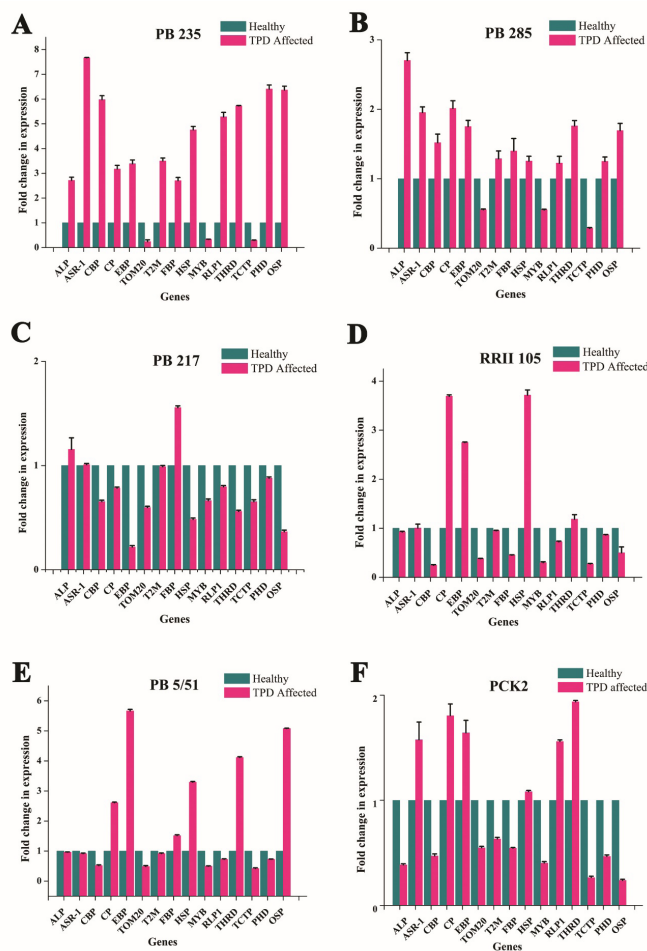 A
PB 235
Healthy
TPD Affected
Fold change in expression
8
7
6
5
4
3
2
1
0
ALP ASR-1 CBP CP EBP TOM20 T2M FBP HSP MYB RLP1 THRD TCTP PHD OSP
Genes
B
PB 285
Healthy
TPD Affected
Fold change in expression
3
2
1
0
ALP ASR-1 CBP CP EBP TOM20 T2M FBP HSP MYB RLP1 THRD TCTP PHD OSP
Genes
C
PB 217
Healthy
TPD Affected
Fold change in expression
2
1
0
ALP ASR-1 CBP CP EBP TOM20 T2M FBP HSP MYB RLP1 THRD TCTP PHD OSP
Genes
D
RRII 105
Healthy
TPD Affected
Fold change in expression
4
3
2
1
0
ALP ASR-1 CBP CP EBP TOM20 T2M FBP HSP MYB RLP1 THRD TCTP PHD OSP
Genes
E
PB 5/51
Healthy
TPD Affected
Fold change in expression
6
5
4
3
2
1
0
ALP ASR-1 CBP CP EBP TOM20 T2M FBP HSP MYB RLP1 THRD TCTP PHD OSP
Genes
F
PCK2
Healthy
TPD affected
Fold change in expression
2
1
0
ALP ASR-1 CBP CP EBP TOM20 T2M FBP HSP MYB RLP1 THRD TCTP PHD OSP
Genes